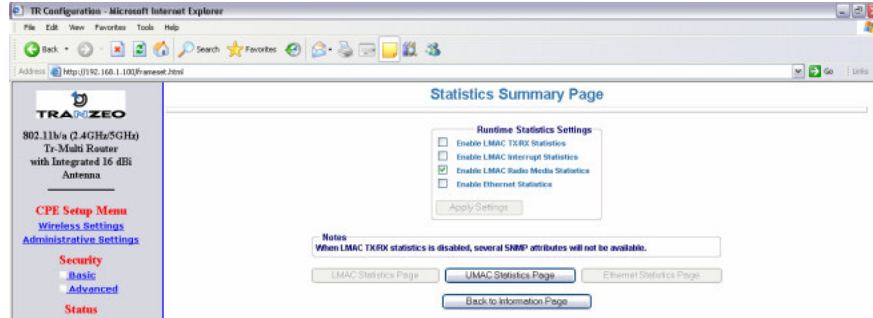 TR Configuration - Microsoft Internet Explorer
File Edit View Favorites Tools Help
Back Search Favorites
Address http://192.168.1.100/frameset.html Go Links
TRANZEO
802.11b/a (2.4GHz/5GHz)
Tr-Multi Router
with Integrated 16 dBi
Antenna
CPE Setup Menu
Wireless Settings
Administrative Settings
Security
Basic
Advanced
Status
Statistics Summary Page
Runtime Statistics Settings
Enable LMAC TX/RX Statistics
Enable LMAC Interrupt Statistics
Enable LMAC Radio Media Statistics
Enable Ethernet Statistics
Apply Settings
Notes
When LMAC TX/RX statistics is disabled, several SNMP attributes will not be available.
LMAC Statistics Page UMAC Statistics Page Ethernet Statistics Page
Back to Information Page